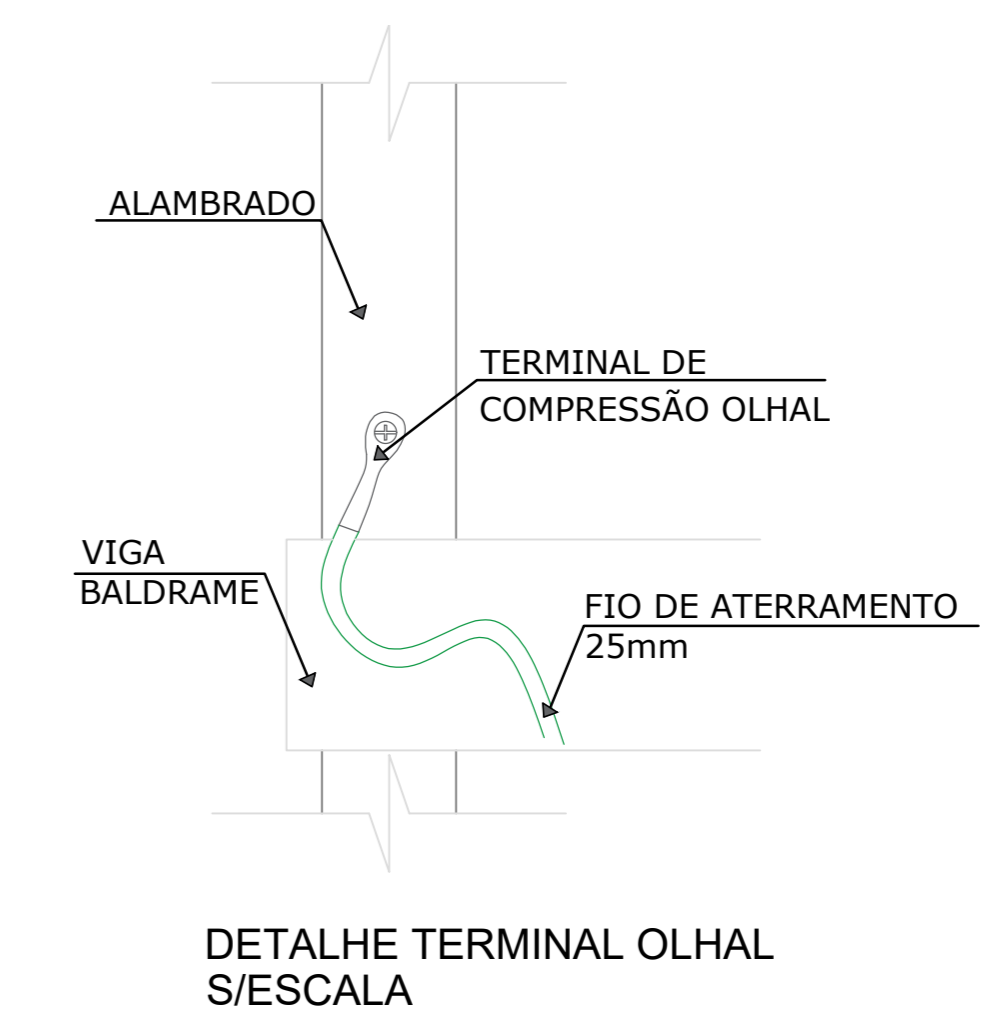 ALAMBRADO
TERMINAL DE
COMPRESSÃO OLHAL
VIGA
BALDRAME
FIO DE ATERRAMENTO
25mm
DETALHE TERMINAL OLHAL
S/ESCALA